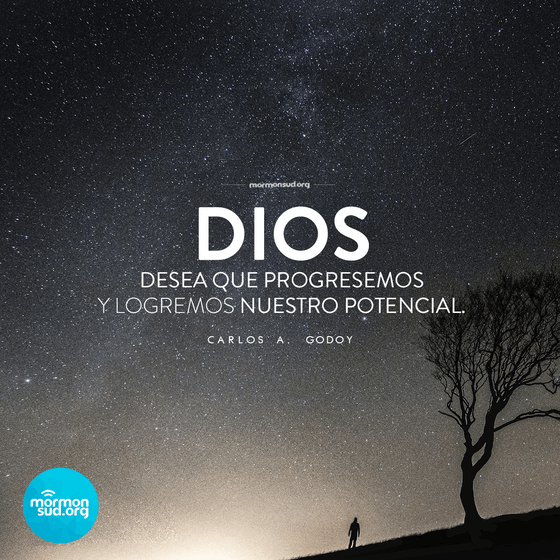 mormonsud.org
DIOS
DESEA QUE PROGRESEMOS
Y LOGREMOS NUESTRO POTENCIAL.
CARLOS A. GODOY
mormon
sud.org